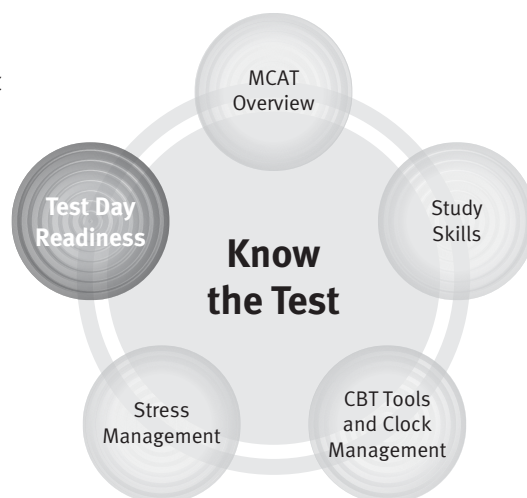 MCAT
Overview
Study
Skills
CBT Tools
and Clock
Management
Stress
Management
Test Day
Readiness
Know
the Test